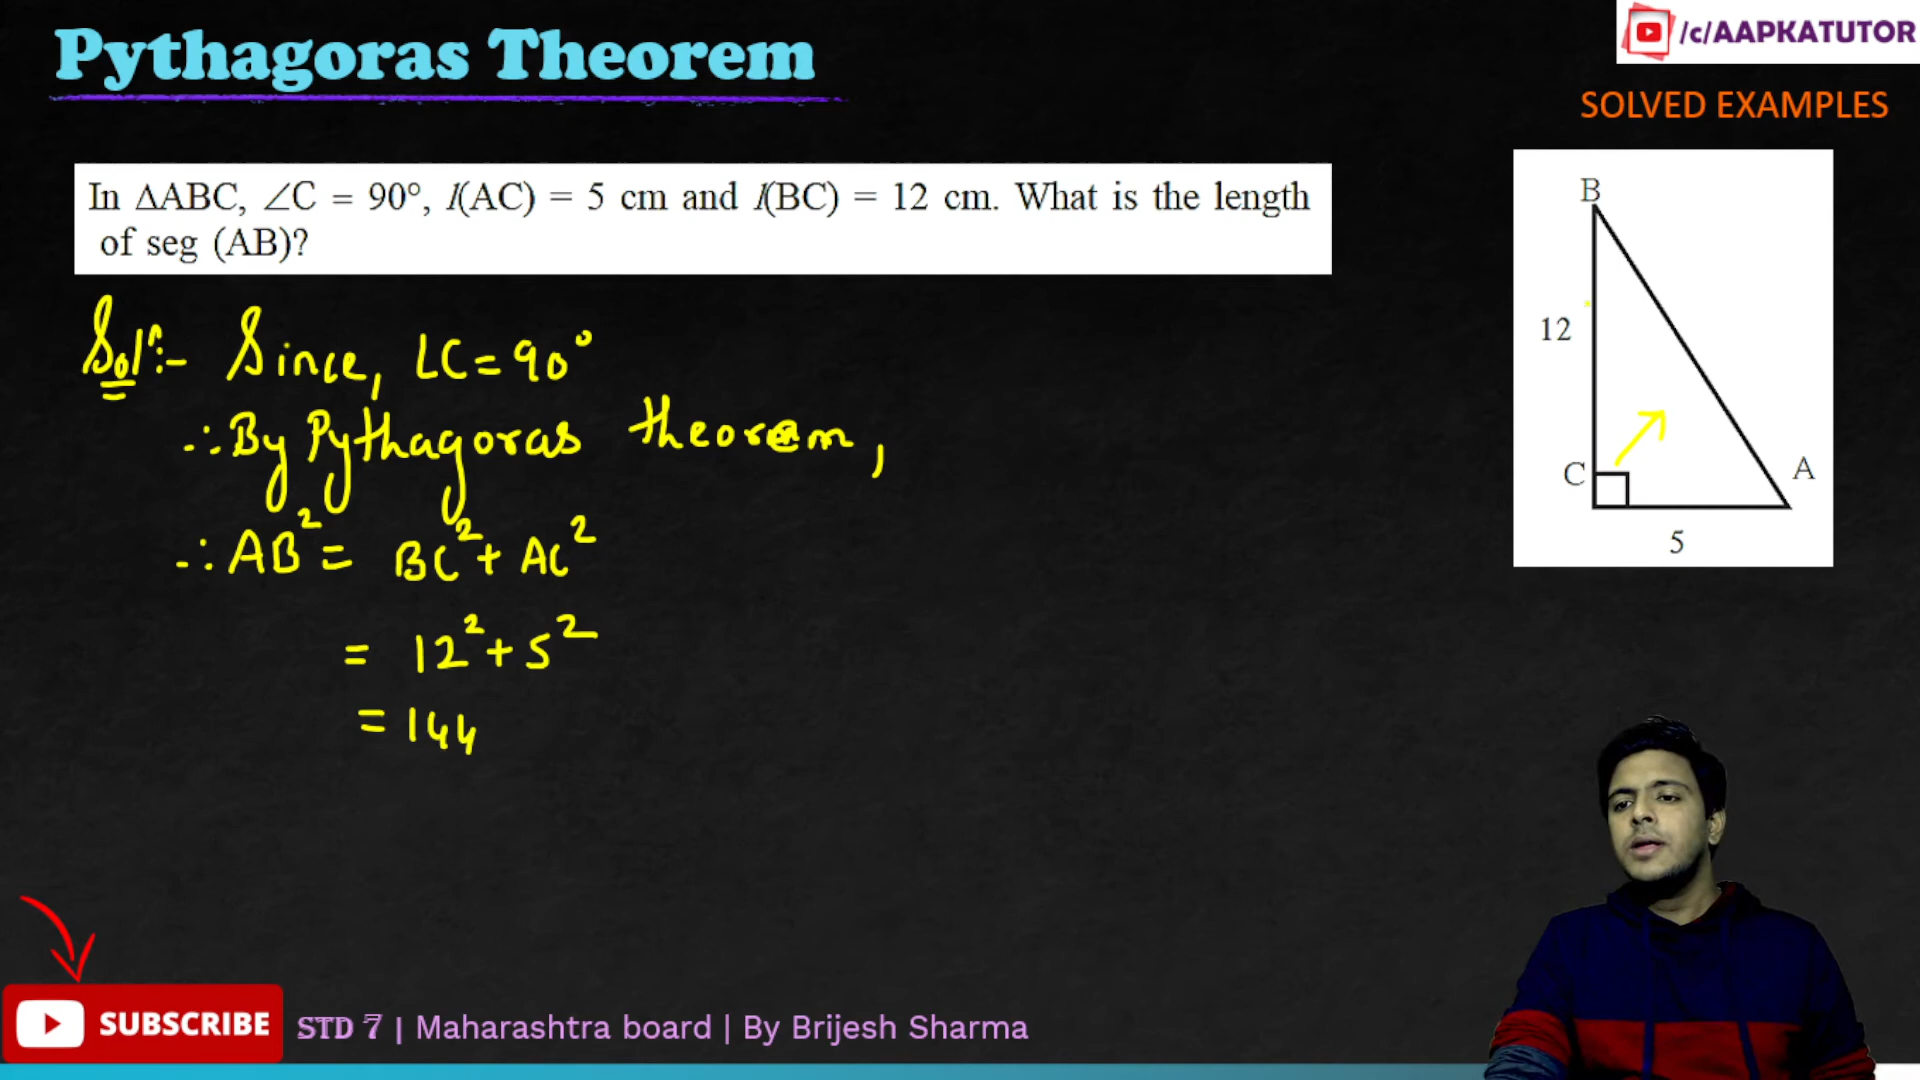 Pythagoras Theorem
/c/AAPKATUTOR
SOLVED EXAMPLES
In ΔABC, ∠C = 90°, l(AC) = 5 cm and l(BC) = 12 cm. What is the length
of seg (AB)?
Solⁿ:- Since, ∠C = 90°
∴ By Pythagoras theorem,
∴ AB² = BC² + AC²
= 12² + 5²
= 144
B
12
C
A
5
SUBSCRIBE
STD 7 | Maharashtra board | By Brijesh Sharma